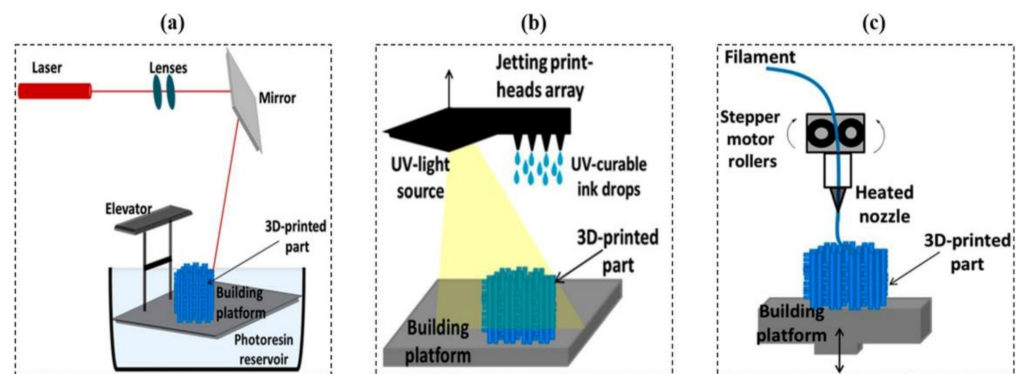 (a)
Laser
Lenses
Mirror
Elevator
3D-printed
part
Building
platform
Photoresin
reservoir
(b)
Jetting print-
heads array
UV-light
source
UV-curable
ink drops
3D-printed
part
Building
platform
(c)
Filament
Stepper
motor
rollers
Heated
nozzle
3D-printed
part
Building
platform